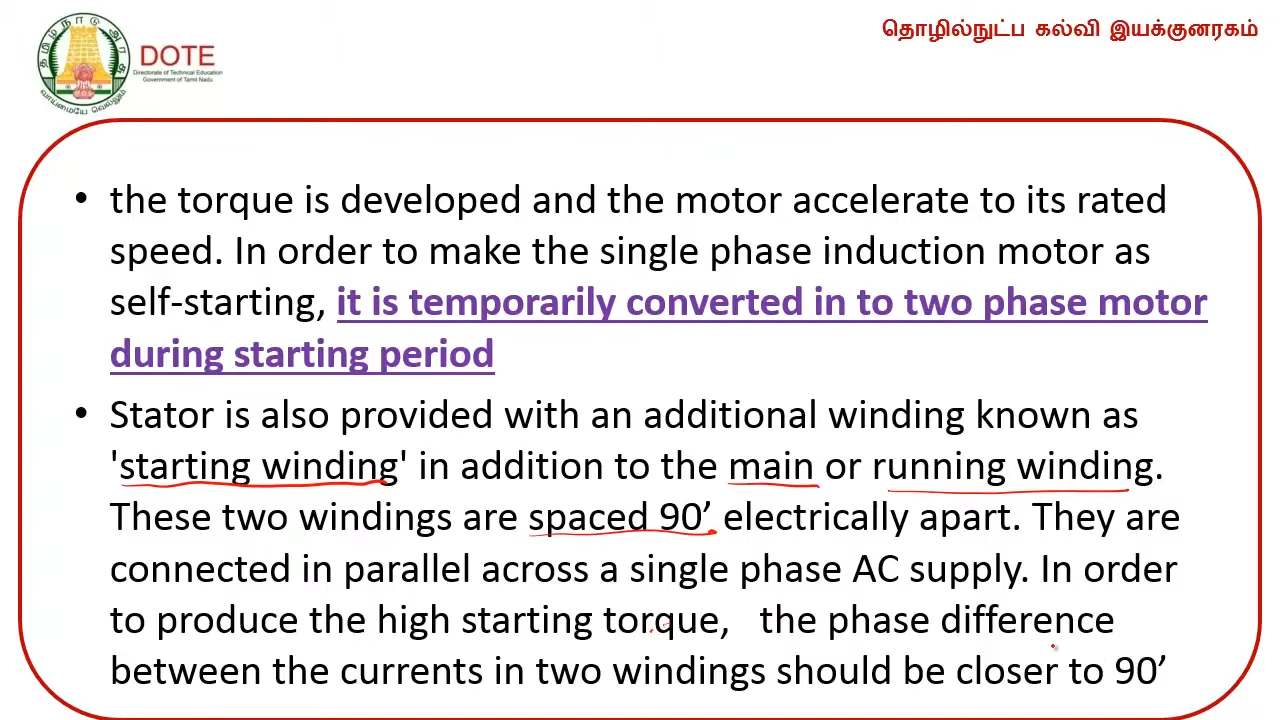 தொழில்நுட்ப கல்வி இயக்குனரகம்
தமிழ்நாடு அரசு
வாய்மையே வெல்லும்
DOTE
Directorate of Technical Education
Government of Tamil Nadu
• the torque is developed and the motor accelerate to its rated
speed. In order to make the single phase induction motor as
self-starting, it is temporarily converted in to two phase motor
during starting period
• Stator is also provided with an additional winding known as
'starting winding' in addition to the main or running winding.
These two windings are spaced 90’ electrically apart. They are
connected in parallel across a single phase AC supply. In order
to produce the high starting torque,   the phase difference
between the currents in two windings should be closer to 90’